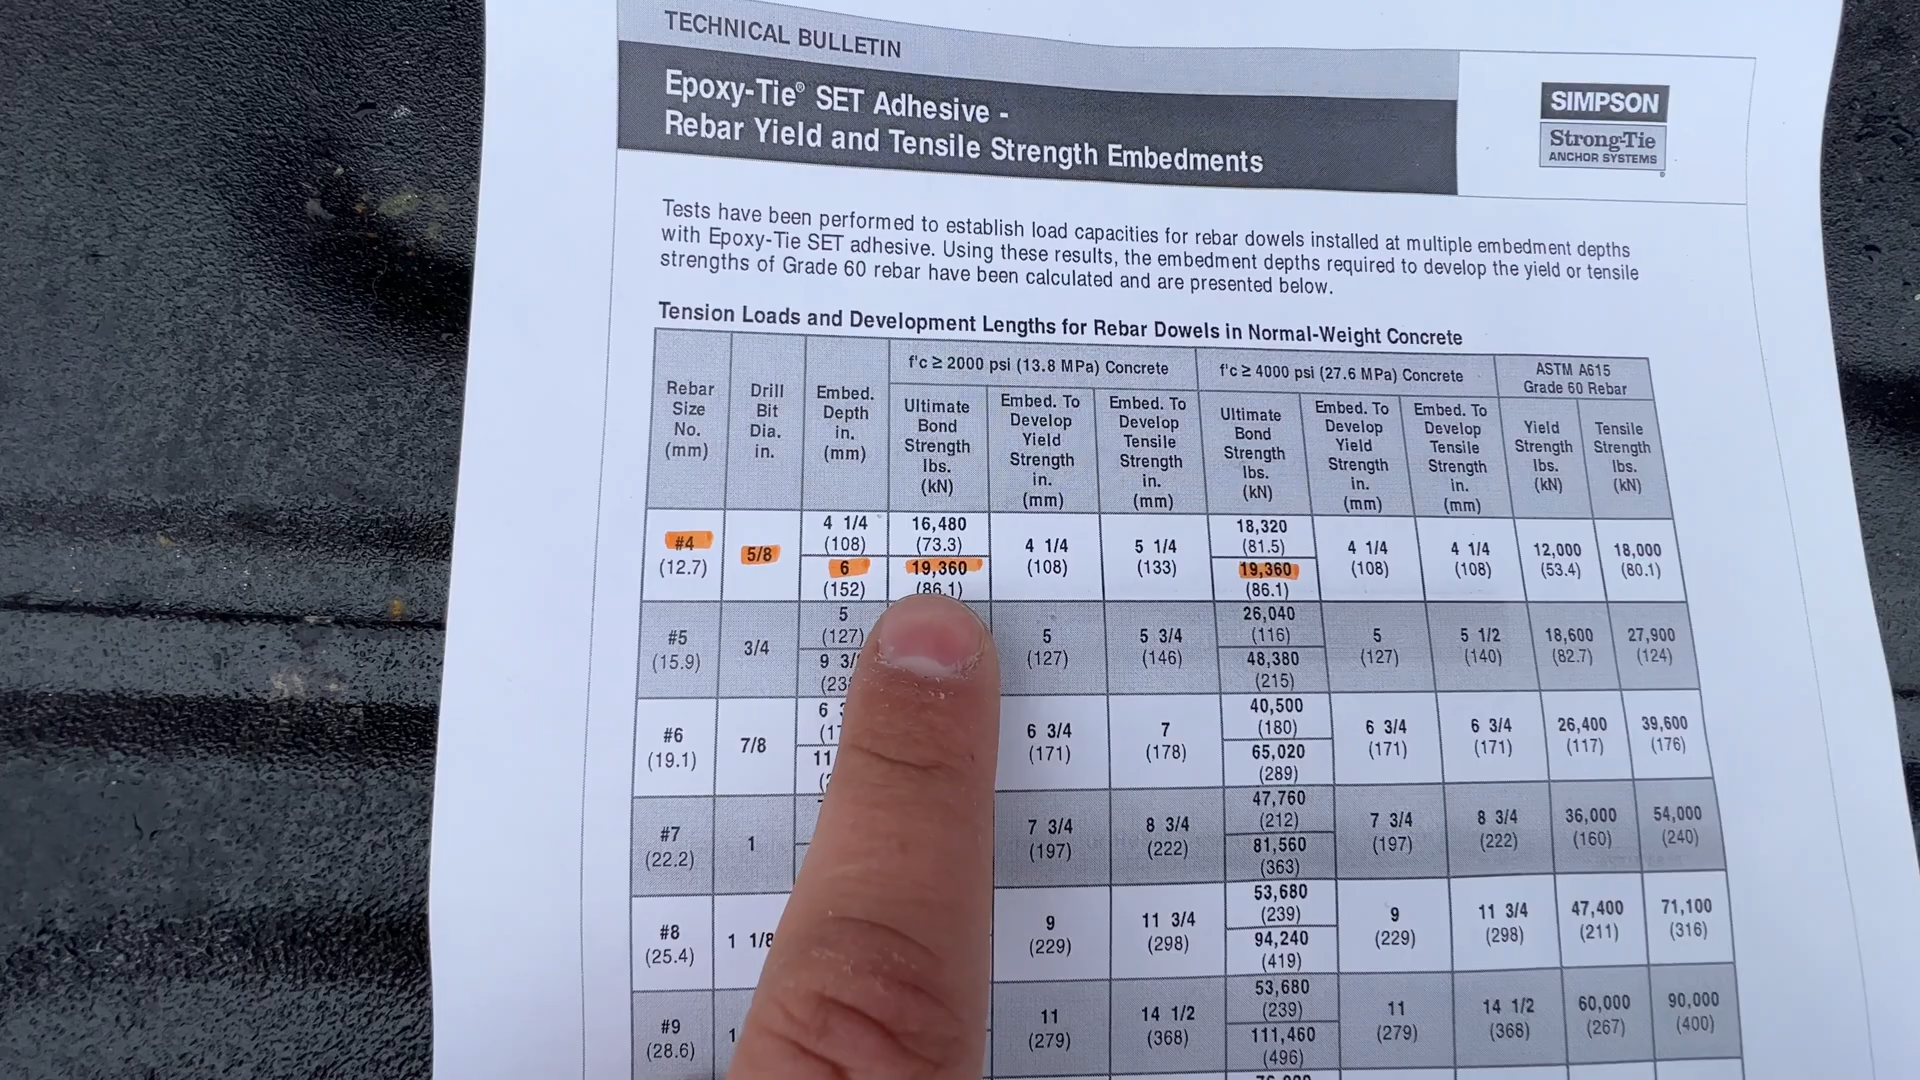 TECHNICAL BULLETIN
Epoxy-Tie® SET Adhesive -
Rebar Yield and Tensile Strength Embedments
SIMPSON
Strong-Tie
ANCHOR SYSTEMS
®
Tests have been performed to establish load capacities for rebar dowels installed at multiple embedment depths
with Epoxy-Tie SET adhesive. Using these results, the embedment depths required to develop the yield or tensile
strengths of Grade 60 rebar have been calculated and are presented below.
Tension Loads and Development Lengths for Rebar Dowels in Normal-Weight Concrete
Rebar Size No. (mm)
Drill Bit Dia. in.
Embed. Depth in. (mm)
f'c ≥ 2000 psi (13.8 MPa) Concrete
f'c ≥ 4000 psi (27.6 MPa) Concrete
ASTM A615 Grade 60 Rebar
Ultimate Bond Strength lbs. (kN)
Embed. To Develop Yield Strength in. (mm)
Embed. To Develop Tensile Strength in. (mm)
Ultimate Bond Strength lbs. (kN)
Embed. To Develop Yield Strength in. (mm)
Embed. To Develop Tensile Strength in. (mm)
Yield Strength lbs. (kN)
Tensile Strength lbs. (kN)
#4 (12.7) 5/8 4 1/4 (108) 16,480 (73.3) 4 1/4 (108) 5 1/4 (133) 18,320 (81.5) 4 1/4 (108) 4 1/4 (108) 12,000 (53.4) 18,000 (80.1)
6 (152) 19,360 (86.1) 19,360 (86.1)
#5 (15.9) 3/4 5 (127) 5 (127) 5 3/4 (146) 26,040 (116) 5 (127) 5 1/2 (140) 18,600 (82.7) 27,900 (124)
48,380 (215)
#6 (19.1) 7/8 6 6 3/4 (171) 7 (178) 40,500 (180) 6 3/4 (171) 6 3/4 (171) 26,400 (117) 39,600 (176)
11 65,020 (289)
#7 (22.2) 1 7 3/4 (197) 8 3/4 (222) 47,760 (212) 7 3/4 (197) 8 3/4 (222) 36,000 (160) 54,000 (240)
81,560 (363)
#8 (25.4) 1 1/8 9 (229) 11 3/4 (298) 53,680 (239) 9 (229) 11 3/4 (298) 47,400 (211) 71,100 (316)
94,240 (419)
#9 (28.6) 1 11 (279) 14 1/2 (368) 53,680 (239) 11 (279) 14 1/2 (368) 60,000 (267) 90,000 (400)
111,460 (496)